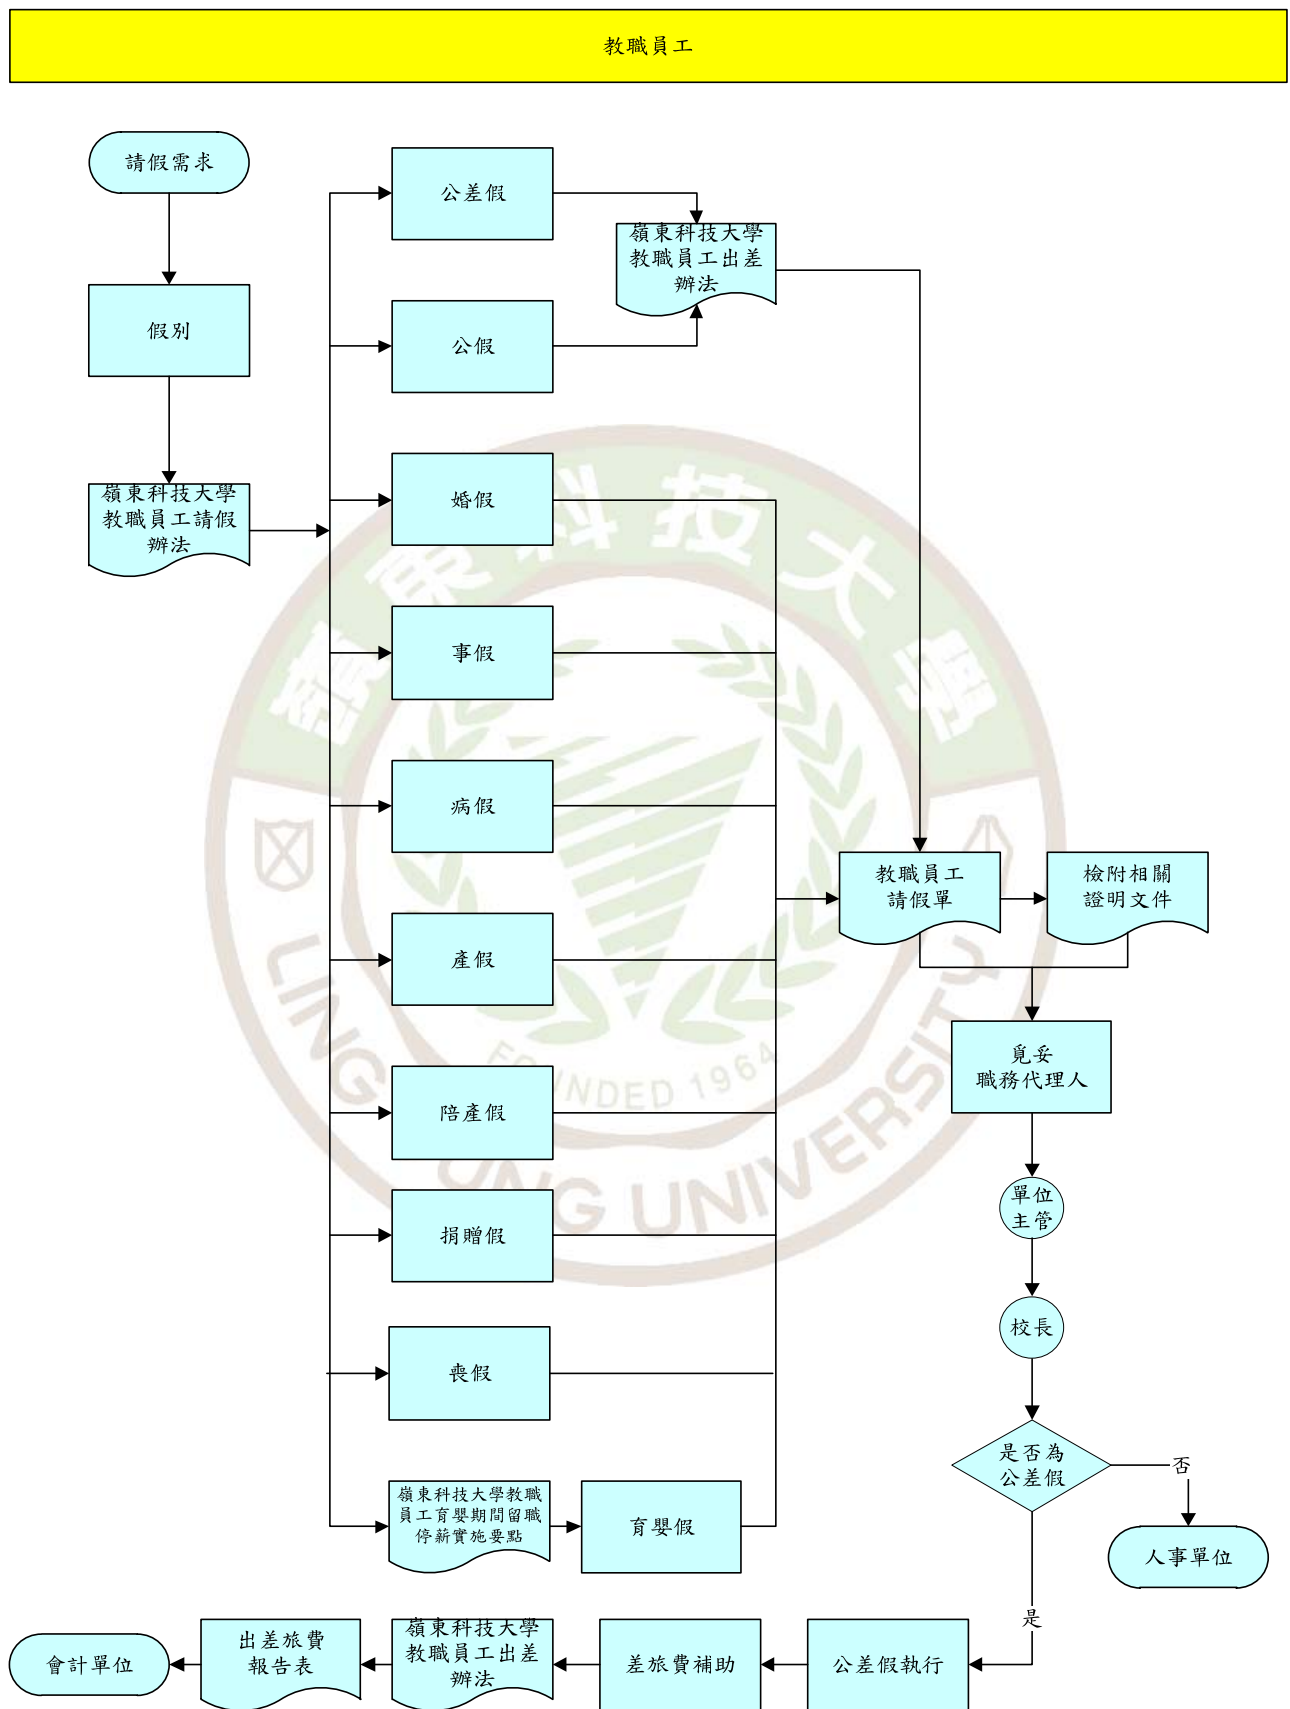 教職員工
請假需求
假別
嶺東科技大學
教職員工請假
辦法
公差假
公假
嶺東科技大學
教職員工出差
辦法
婚假
事假
病假
產假
陪產假
捐贈假
喪假
嶺東科技大學教職
員工育嬰期間留職
停薪實施要點
育嬰假
教職員工
請假單
檢附相關
證明文件
覓妥
職務代理人
單位
主管
校長
是否為
公差假
否
人事單位
是
公差假執行
差旅費補助
嶺東科技大學
教職員工出差
辦法
出差旅費
報告表
會計單位
嶺東科技大學
LING TUNG UNIVERSITY
FOUNDED 1964